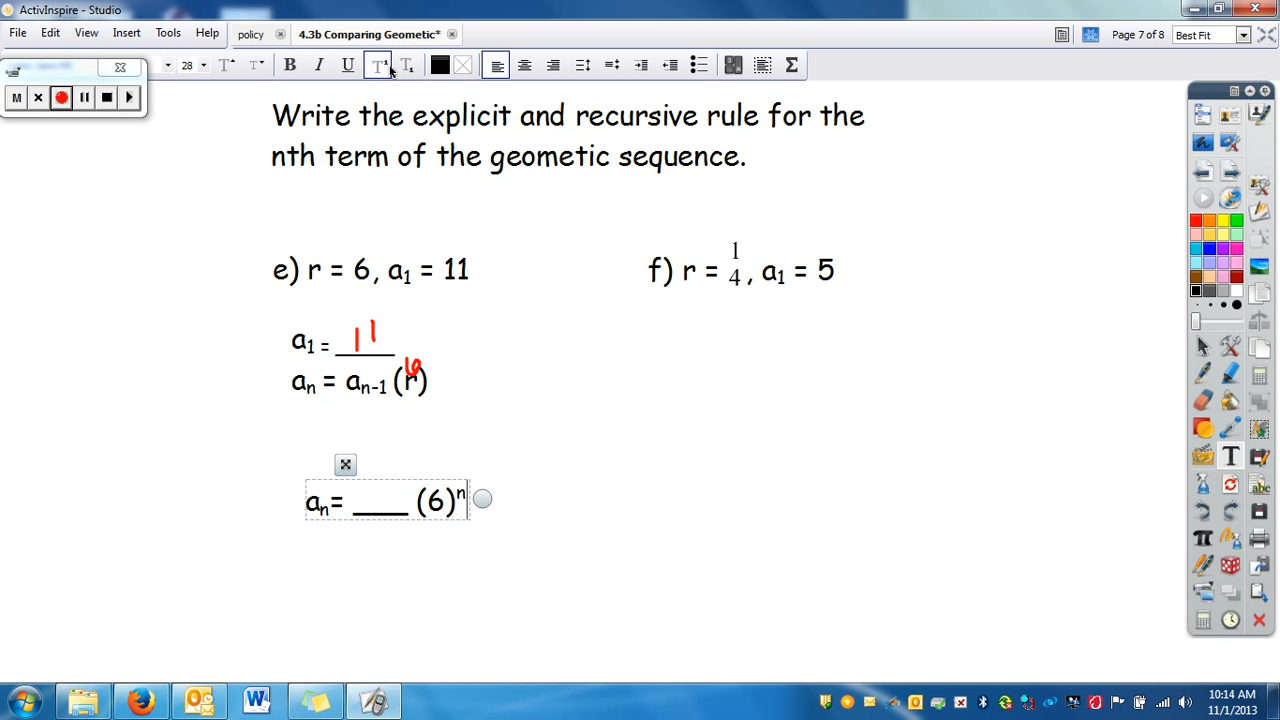 ActivInspire - Studio
File Edit View Insert Tools Help
policy
4.3b Comparing Geometric*
Page 7 of 8
Best Fit
28
B I U
Σ
M
Write the explicit and recursive rule for the
nth term of the geometic sequence.
e) r = 6, a₁ = 11
f) r = 1/4, a₁ = 5
a₁ = 11
aₙ = aₙ₋₁ (r)
6
aₙ= ____ (6)ⁿ
10:14 AM
11/1/2013